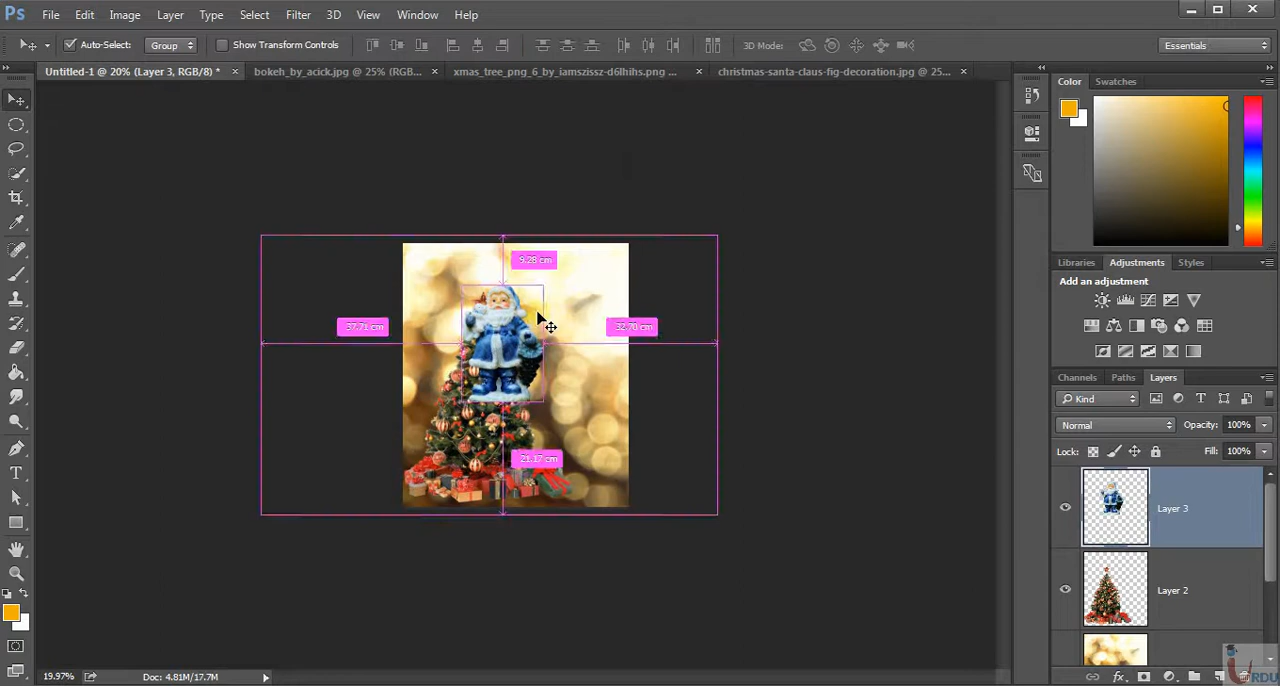 Ps File Edit Image Layer Type Select Filter 3D View Window Help
Auto-Select: Group Show Transform Controls 3D Mode: Essentials
Untitled-1 @ 20% (Layer 3, RGB/8) * × bokeh_by_acick.jpg @ 25% (RGB... × xmas_tree_png_6_by_iamszissz-d6lhihs.png ... × christmas-santa-claus-fig-decoration.jpg @ 25... ×
Color Swatches
Libraries Adjustments Styles
Add an adjustment
9.28 cm
37.71 cm
32.70 cm
21.17 cm
Channels Paths Layers
Kind
Normal Opacity: 100%
Lock: Fill: 100%
Layer 3
Layer 2
19.97% Doc: 4.81M/17.7M
URDU